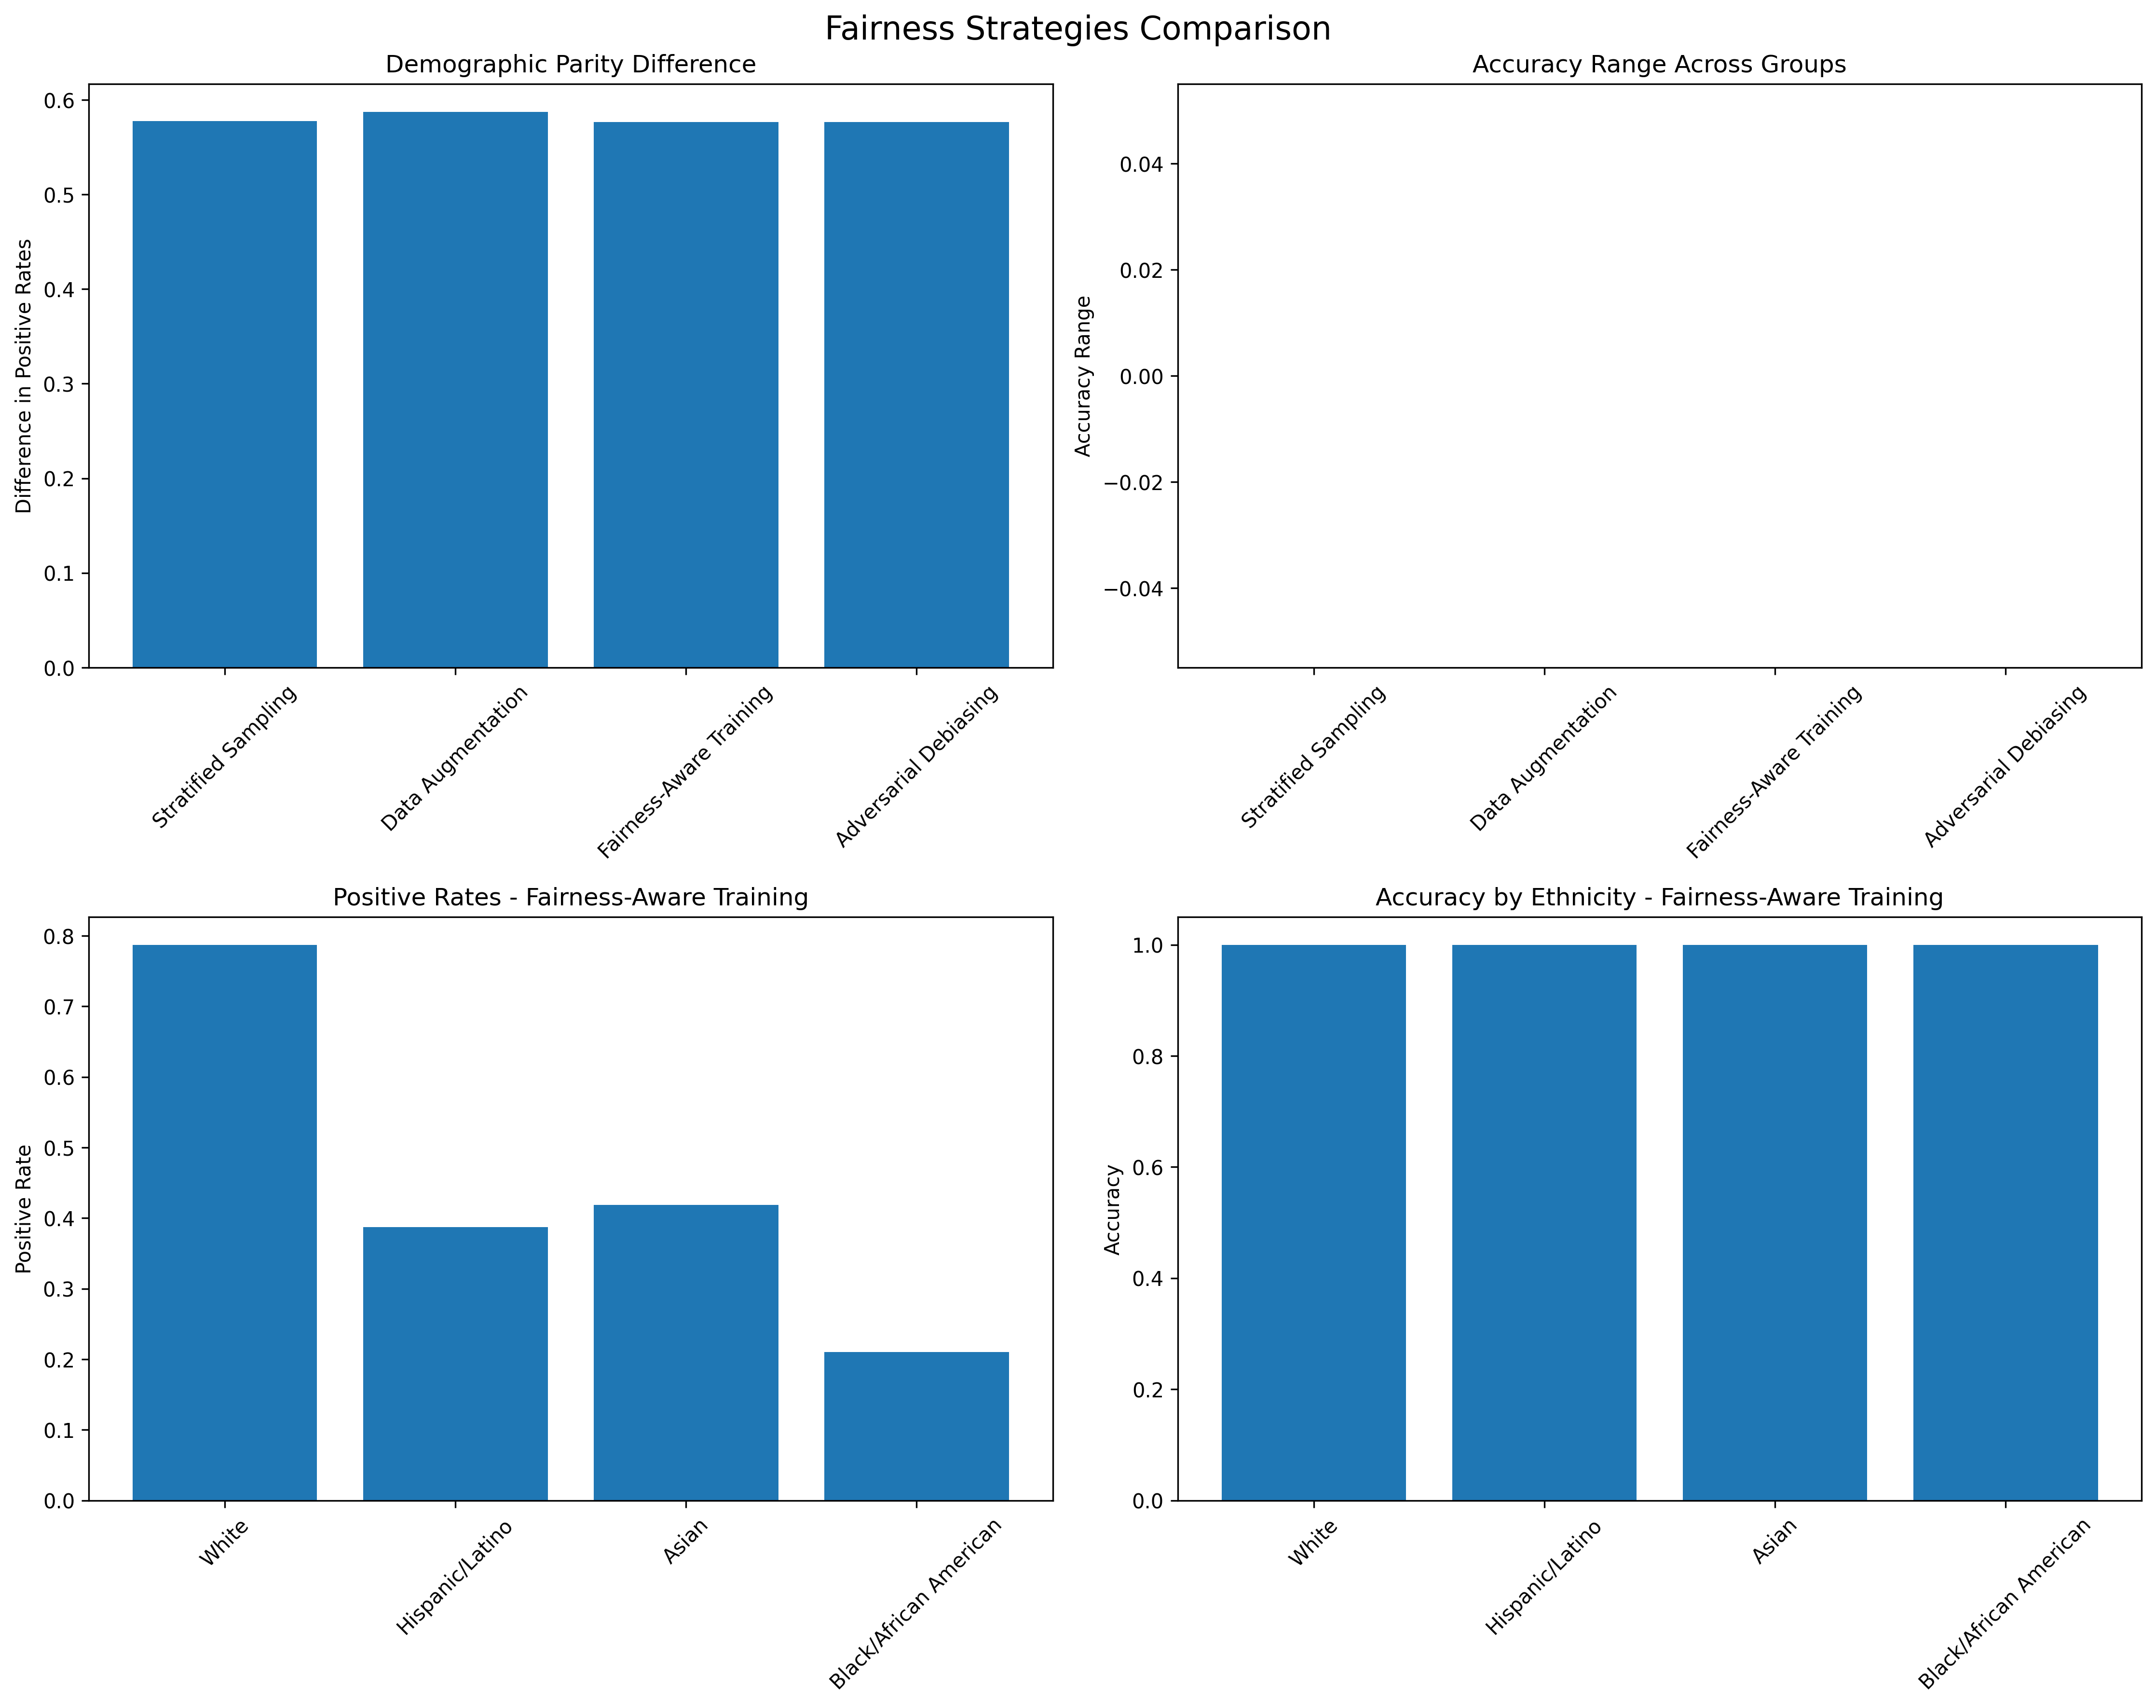 Fairness Strategies Comparison
Demographic Parity Difference
Difference in Positive Rates
0.6
0.5
0.4
0.3
0.2
0.1
0.0
Stratified Sampling
Data Augmentation
Fairness-Aware Training
Adversarial Debiasing
Accuracy Range Across Groups
Accuracy Range
0.04
0.02
0.00
−0.02
−0.04
Stratified Sampling
Data Augmentation
Fairness-Aware Training
Adversarial Debiasing
Positive Rates - Fairness-Aware Training
Positive Rate
0.8
0.7
0.6
0.5
0.4
0.3
0.2
0.1
0.0
White
Hispanic/Latino
Asian
Black/African American
Accuracy by Ethnicity - Fairness-Aware Training
Accuracy
1.0
0.8
0.6
0.4
0.2
0.0
White
Hispanic/Latino
Asian
Black/African American